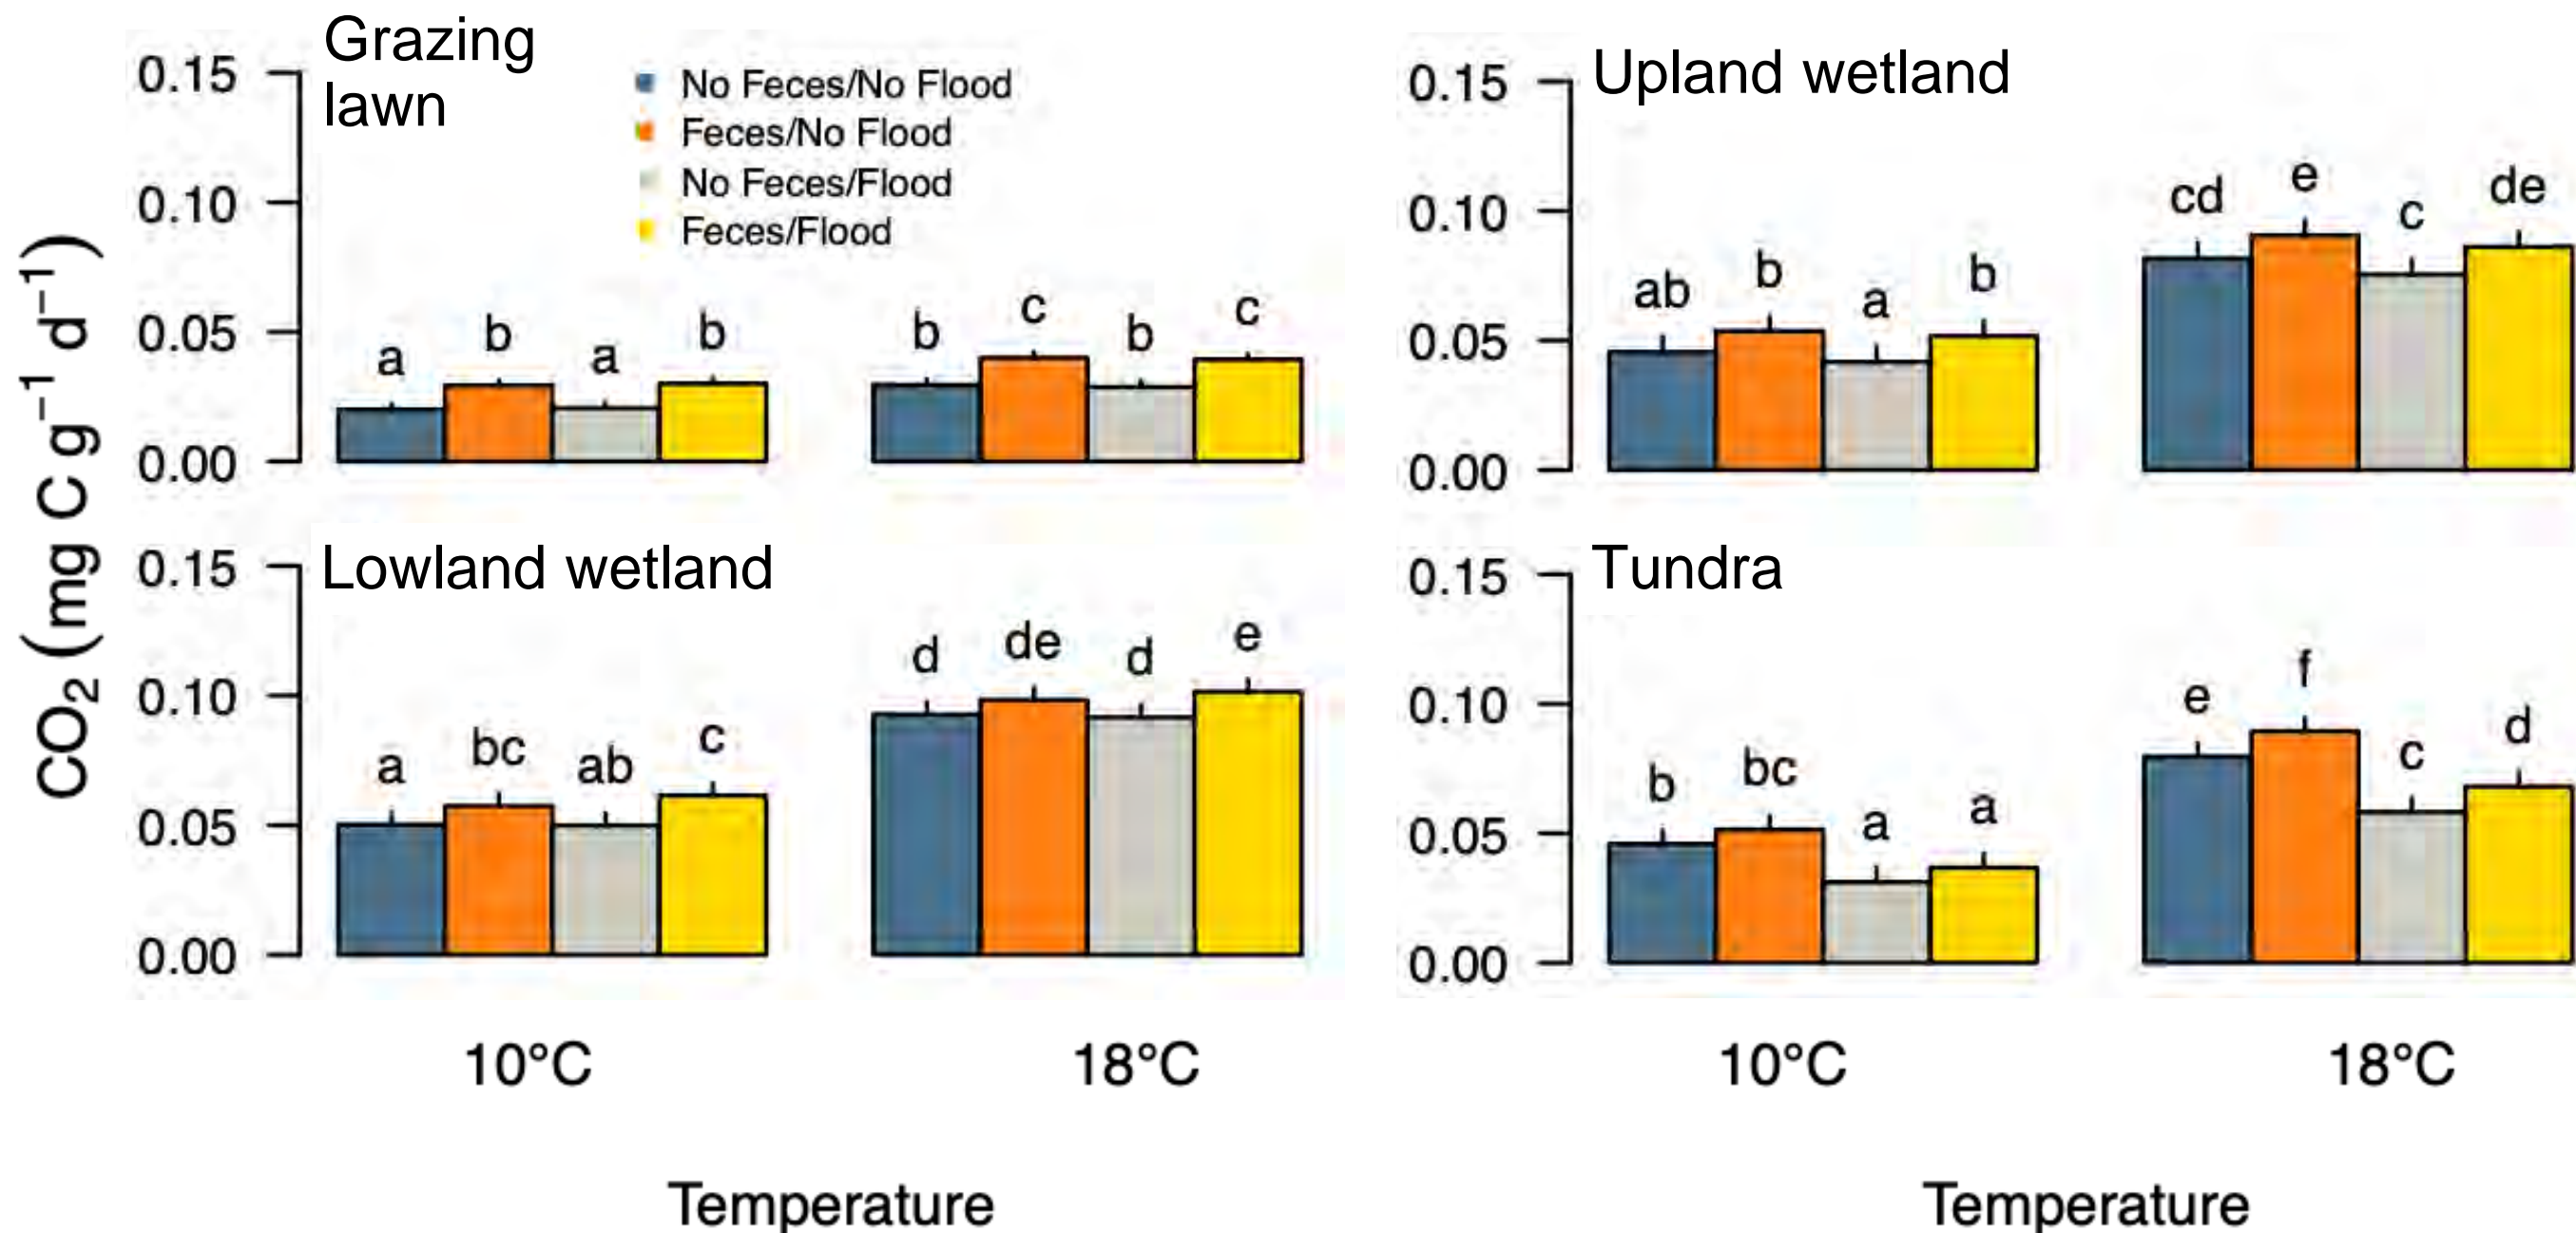 CO₂ (mg C g⁻¹ d⁻¹)
Grazing
lawn
No Feces/No Flood
Feces/No Flood
No Feces/Flood
Feces/Flood
0.15
0.10
0.05
0.00
a b a b b c b c
Upland wetland
0.15
0.10
0.05
0.00
ab b a b cd e c de
Lowland wetland
0.15
0.10
0.05
0.00
a bc ab c d de d e
10°C 18°C
Temperature
Tundra
0.15
0.10
0.05
0.00
b bc a a e f c d
10°C 18°C
Temperature